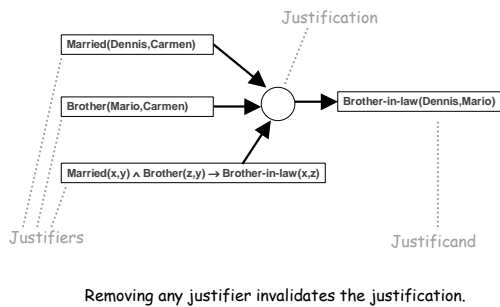 Justification
Married(Dennis,Carmen)
Brother(Mario,Carmen)
Brother-in-law(Dennis,Mario)
Married(x,y) ∧ Brother(z,y) → Brother-in-law(x,z)
Justifiers
Justificand
Removing any justifier invalidates the justification.